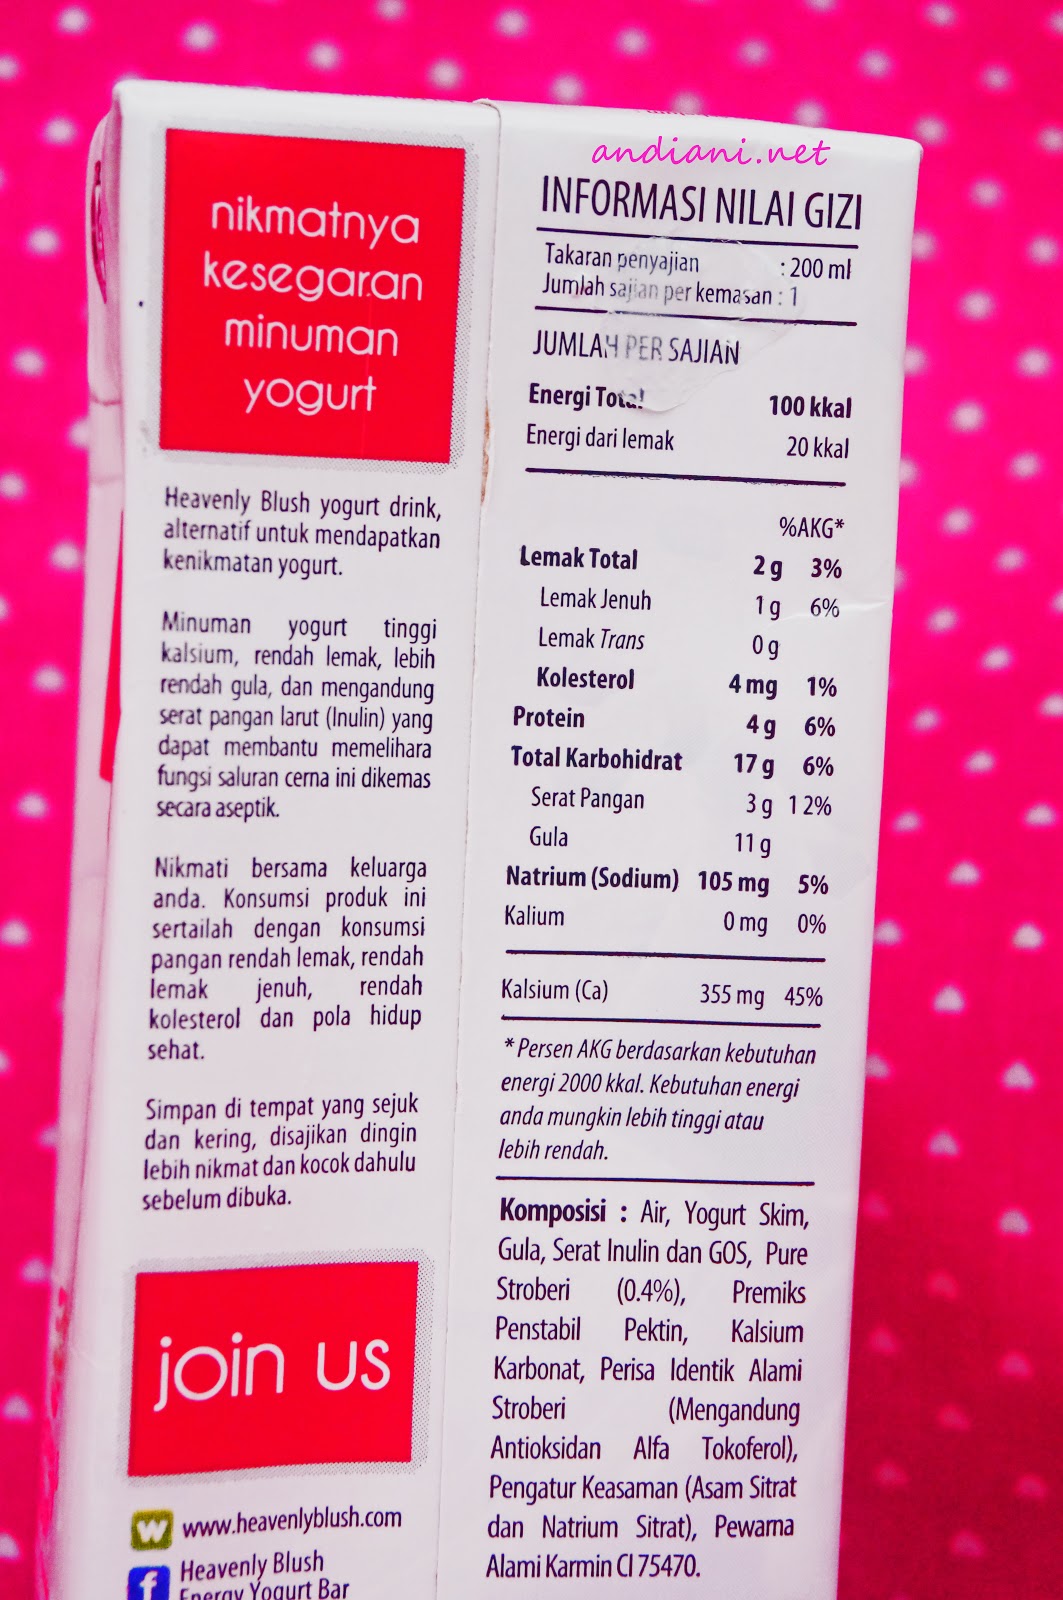 andiani.net
nikmatnya
kesegaran
minuman
yogurt
Heavenly Blush yogurt drink,
alternatif untuk mendapatkan
kenikmatan yogurt.
Minuman yogurt tinggi
kalsium, rendah lemak, lebih
rendah gula, dan mengandung
serat pangan larut (Inulin) yang
dapat membantu memelihara
fungsi saluran cerna ini dikemas
secara aseptik.
Nikmati bersama keluarga
anda. Konsumsi produk ini
sertailah dengan konsumsi
pangan rendah lemak, rendah
lemak jenuh, rendah
kolesterol dan pola hidup
sehat.
Simpan di tempat yang sejuk
dan kering, disajikan dingin
lebih nikmat dan kocok dahulu
sebelum dibuka.
join us
www.heavenlyblush.com
Heavenly Blush
Energy Yogurt Bar
INFORMASI NILAI GIZI
Takaran penyajian : 200 ml
Jumlah sajian per kemasan : 1
JUMLAH PER SAJIAN
Energi Total 100 kkal
Energi dari lemak 20 kkal
%AKG*
Lemak Total 2 g 3%
Lemak Jenuh 1 g 6%
Lemak Trans 0 g
Kolesterol 4 mg 1%
Protein 4 g 6%
Total Karbohidrat 17 g 6%
Serat Pangan 3 g 12%
Gula 11 g
Natrium (Sodium) 105 mg 5%
Kalium 0 mg 0%
Kalsium (Ca) 355 mg 45%
* Persen AKG berdasarkan kebutuhan
energi 2000 kkal. Kebutuhan energi
anda mungkin lebih tinggi atau
lebih rendah.
Komposisi : Air, Yogurt Skim,
Gula, Serat Inulin dan GOS, Pure
Stroberi (0.4%), Premiks
Penstabil Pektin, Kalsium
Karbonat, Perisa Identik Alami
Stroberi (Mengandung
Antioksidan Alfa Tokoferol),
Pengatur Keasaman (Asam Sitrat
dan Natrium Sitrat), Pewarna
Alami Karmin CI 75470.